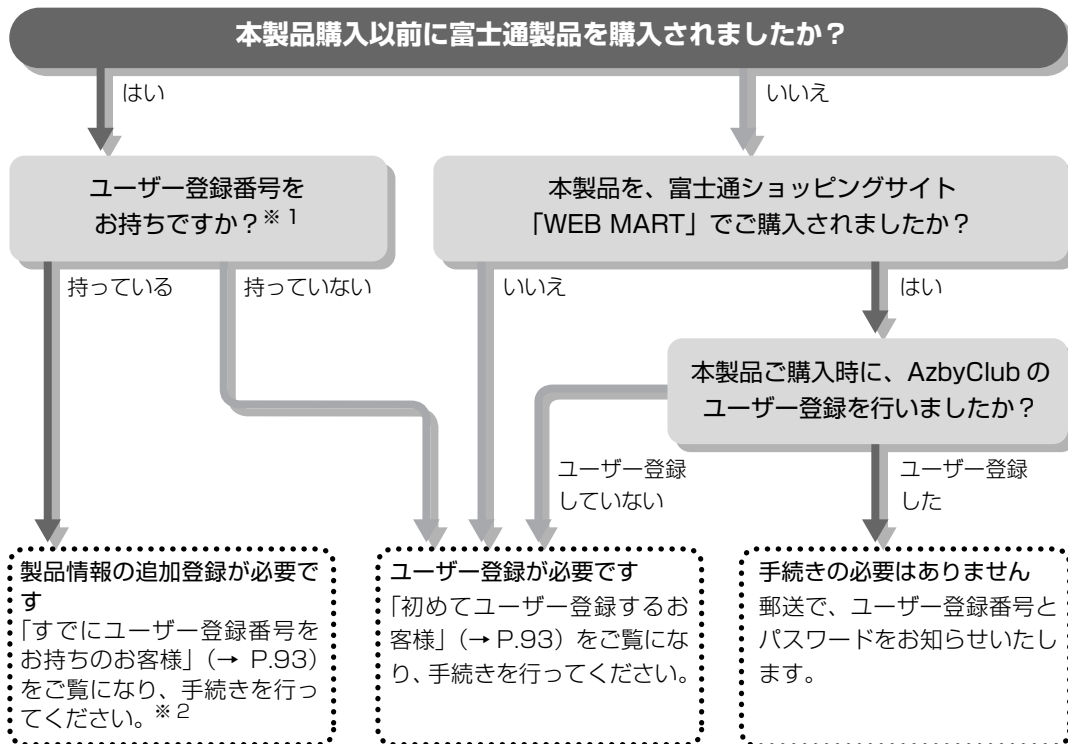 本製品購入以前に富士通製品を購入されましたか?
はい
いいえ
ユーザー登録番号を
お持ちですか?※1
本製品を、富士通ショッピングサイト
「WEB MART」でご購入されましたか?
持っている
持っていない
いいえ
はい
本製品ご購入時に、AzbyClub の
ユーザー登録を行いましたか?
ユーザー登録
していない
ユーザー登録
した
製品情報の追加登録が必要で
す
「すでにユーザー登録番号を
お持ちのお客様」(→ P.93)
をご覧になり、手続きを行っ
てください。※2
ユーザー登録が必要です
「初めてユーザー登録するお
客様」(→ P.93)をご覧にな
り、手続きを行ってください。
手続きの必要はありません
郵送で、ユーザー登録番号と
パスワードをお知らせいたし
ます。